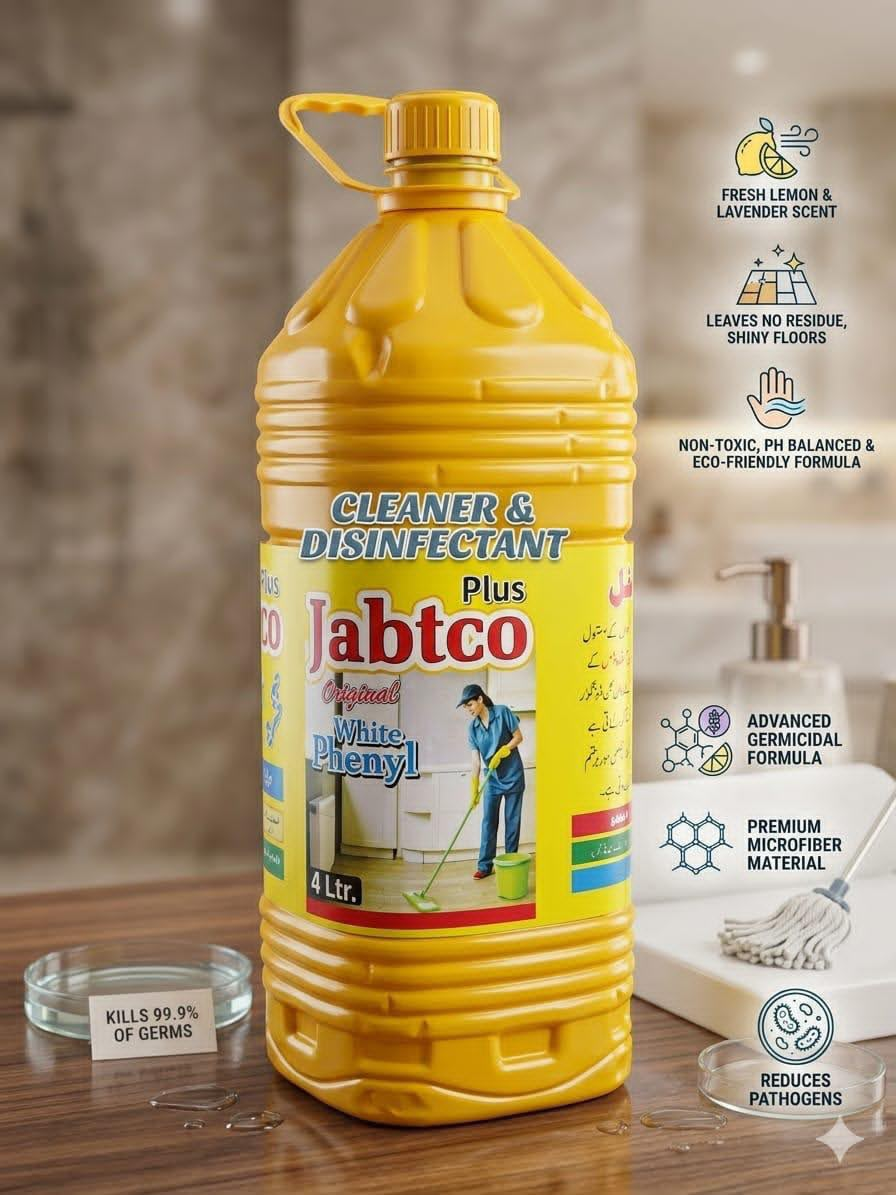 FRESH LEMON &
LAVENDER SCENT
LEAVES NO RESIDUE,
SHINY FLOORS
NON-TOXIC, PH BALANCED &
ECO-FRIENDLY FORMULA
CLEANER &
DISINFECTANT
Plus
Jabtco
Original
White
Phenyl
4 Ltr.
Plus
co
ADVANCED
GERMICIDAL
FORMULA
PREMIUM
MICROFIBER
MATERIAL
KILLS 99.9%
OF GERMS
REDUCES
PATHOGENS